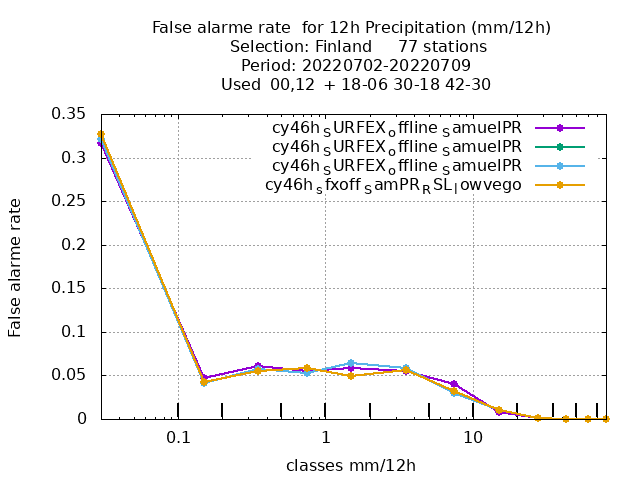 False alarme rate  for 12h Precipitation (mm/12h)
Selection: Finland     77 stations
Period: 20220702-20220709
Used  00,12  + 18-06 30-18 42-30
cy46h_SURFEX_offline_SamuelPR
cy46h_SURFEX_offline_SamuelPR
cy46h_SURFEX_offline_SamuelPR
cy46h_sfxoff_SamPR_RSL_lowvego
False alarme rate
0.35
0.3
0.25
0.2
0.15
0.1
0.05
0
0.1
1
10
classes mm/12h